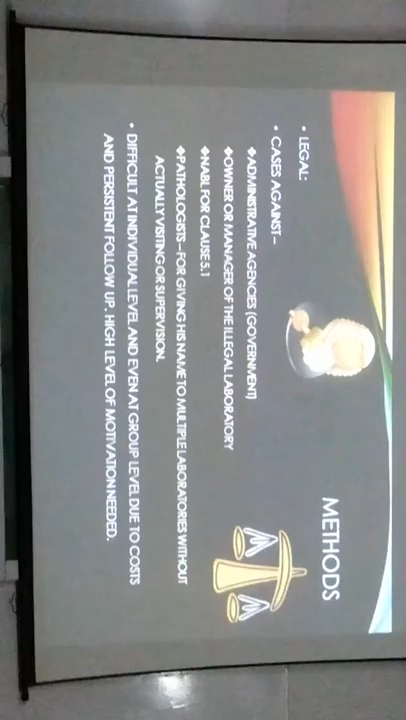 METHODS
• LEGAL:
• CASES AGAINST –
❖ADMINISTRATIVE AGENCIES (GOVERNMENT)
❖OWNER OR MANAGER OF THE ILLEGAL LABORATORY
❖NABL FOR CLAUSE 5.1
❖PATHOLOGISTS – FOR GIVING HIS NAME TO MULTIPLE LABORATORIES WITHOUT
ACTUALLY VISITING OR SUPERVISION.
• DIFFICULT AT INDIVIDUAL LEVEL AND EVEN AT GROUP LEVEL DUE TO COSTS
AND PERSISTENT FOLLOW UP. HIGH LEVEL OF MOTIVATION NEEDED.